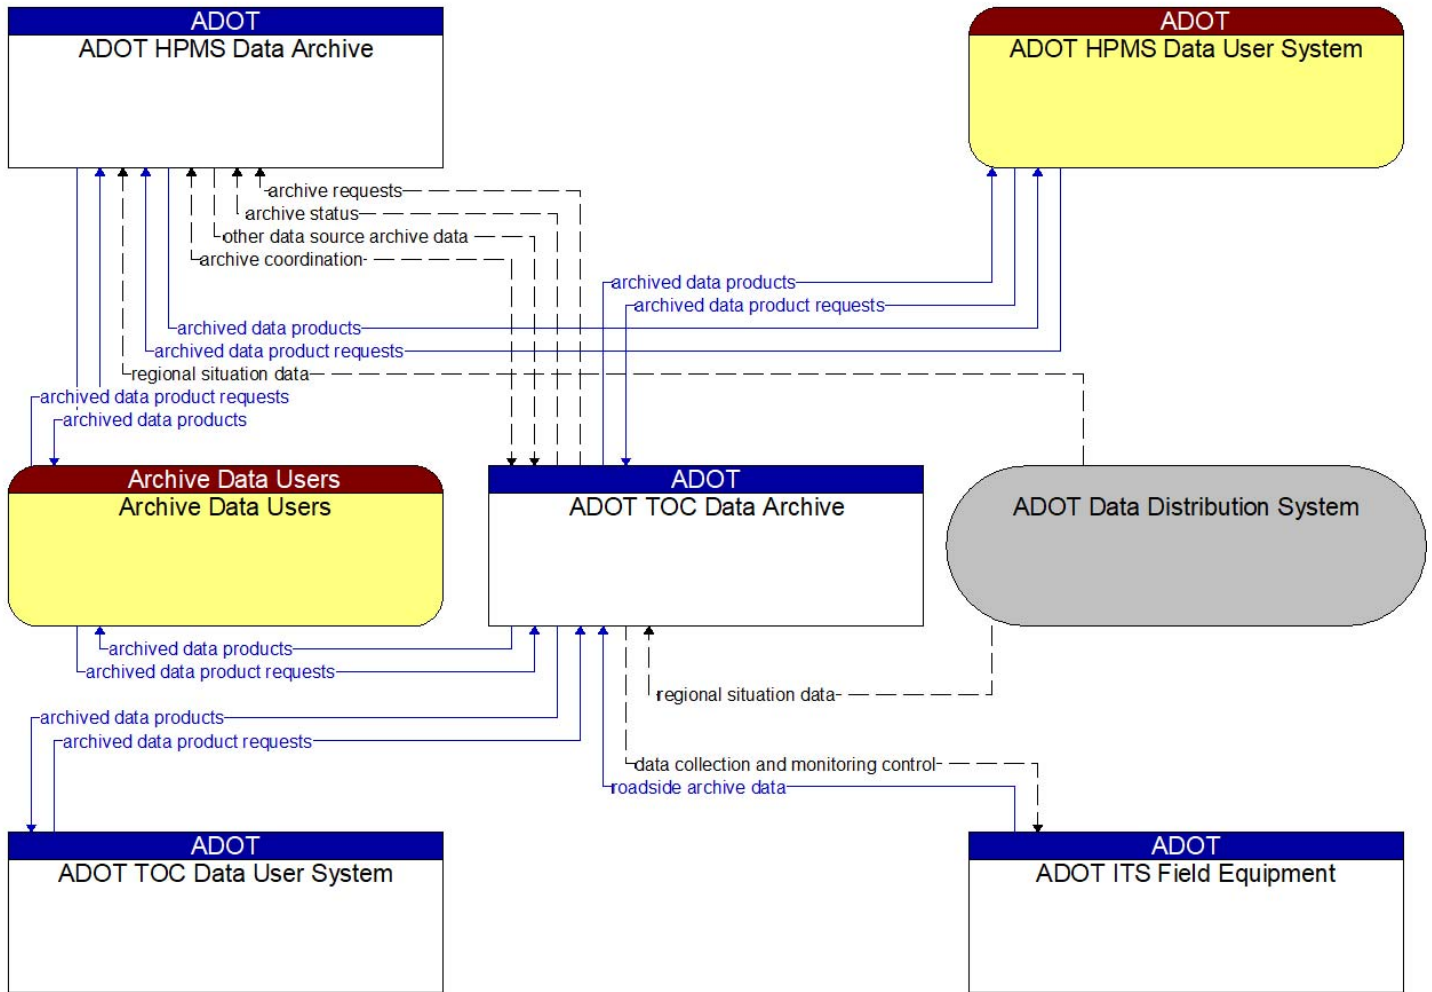 ADOT
ADOT HPMS Data Archive
ADOT
ADOT HPMS Data User System
archive requests
archive status
other data source archive data
archive coordination
archived data products
archived data product requests
archived data products
archived data product requests
regional situation data
archived data product requests
archived data products
Archive Data Users
Archive Data Users
ADOT
ADOT TOC Data Archive
ADOT Data Distribution System
archived data products
archived data product requests
regional situation data
archived data products
archived data product requests
data collection and monitoring control
roadside archive data
ADOT
ADOT TOC Data User System
ADOT
ADOT ITS Field Equipment